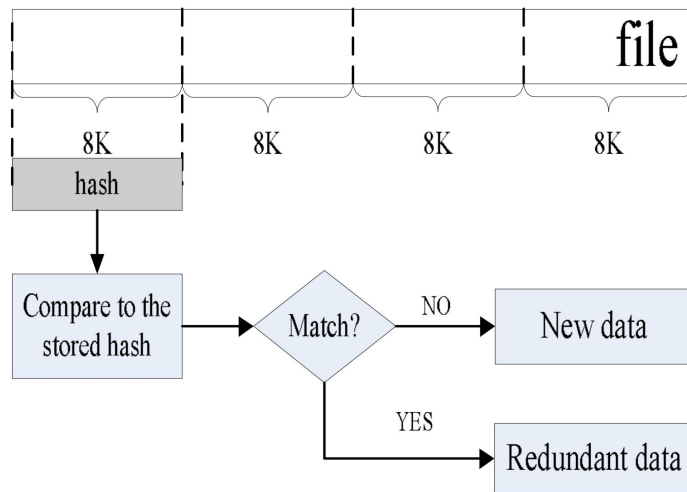 file
8K 8K 8K 8K
hash
Compare to the
stored hash
Match?
NO
New data
YES
Redundant data